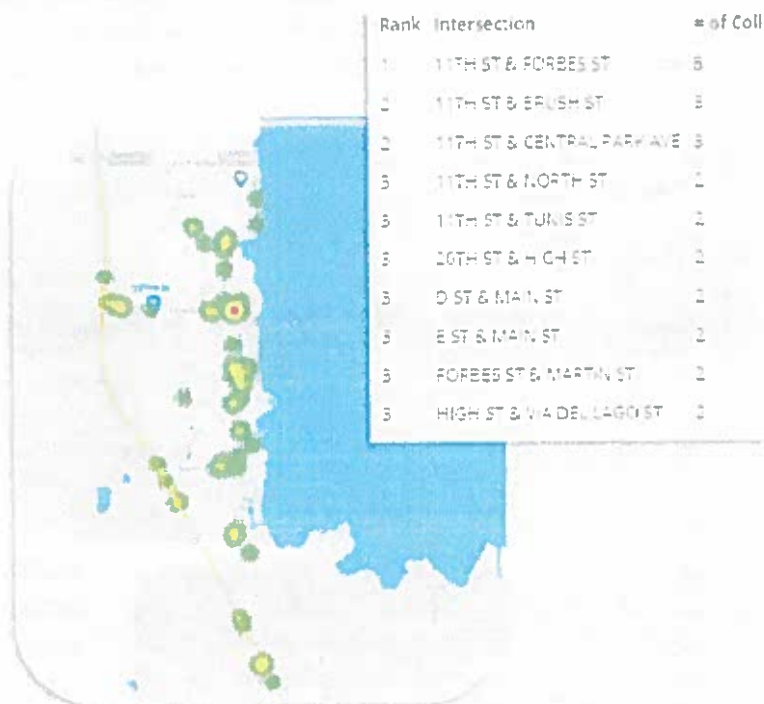 Rank Intersection # of Coll
11TH ST & FORBES ST
2 11TH ST & BRUSH ST 3
2 11TH ST & CENTRAL PARK AVE 3
3 11TH ST & NORTH ST 2
3 11TH ST & TUNIS ST 2
3 20TH ST & HIGH ST 2
3 D ST & MAIN ST 2
3 E ST & MAIN ST 2
3 FORBES ST & MARTIN ST 2
3 HIGH ST & VIA DEL LAGO ST 2